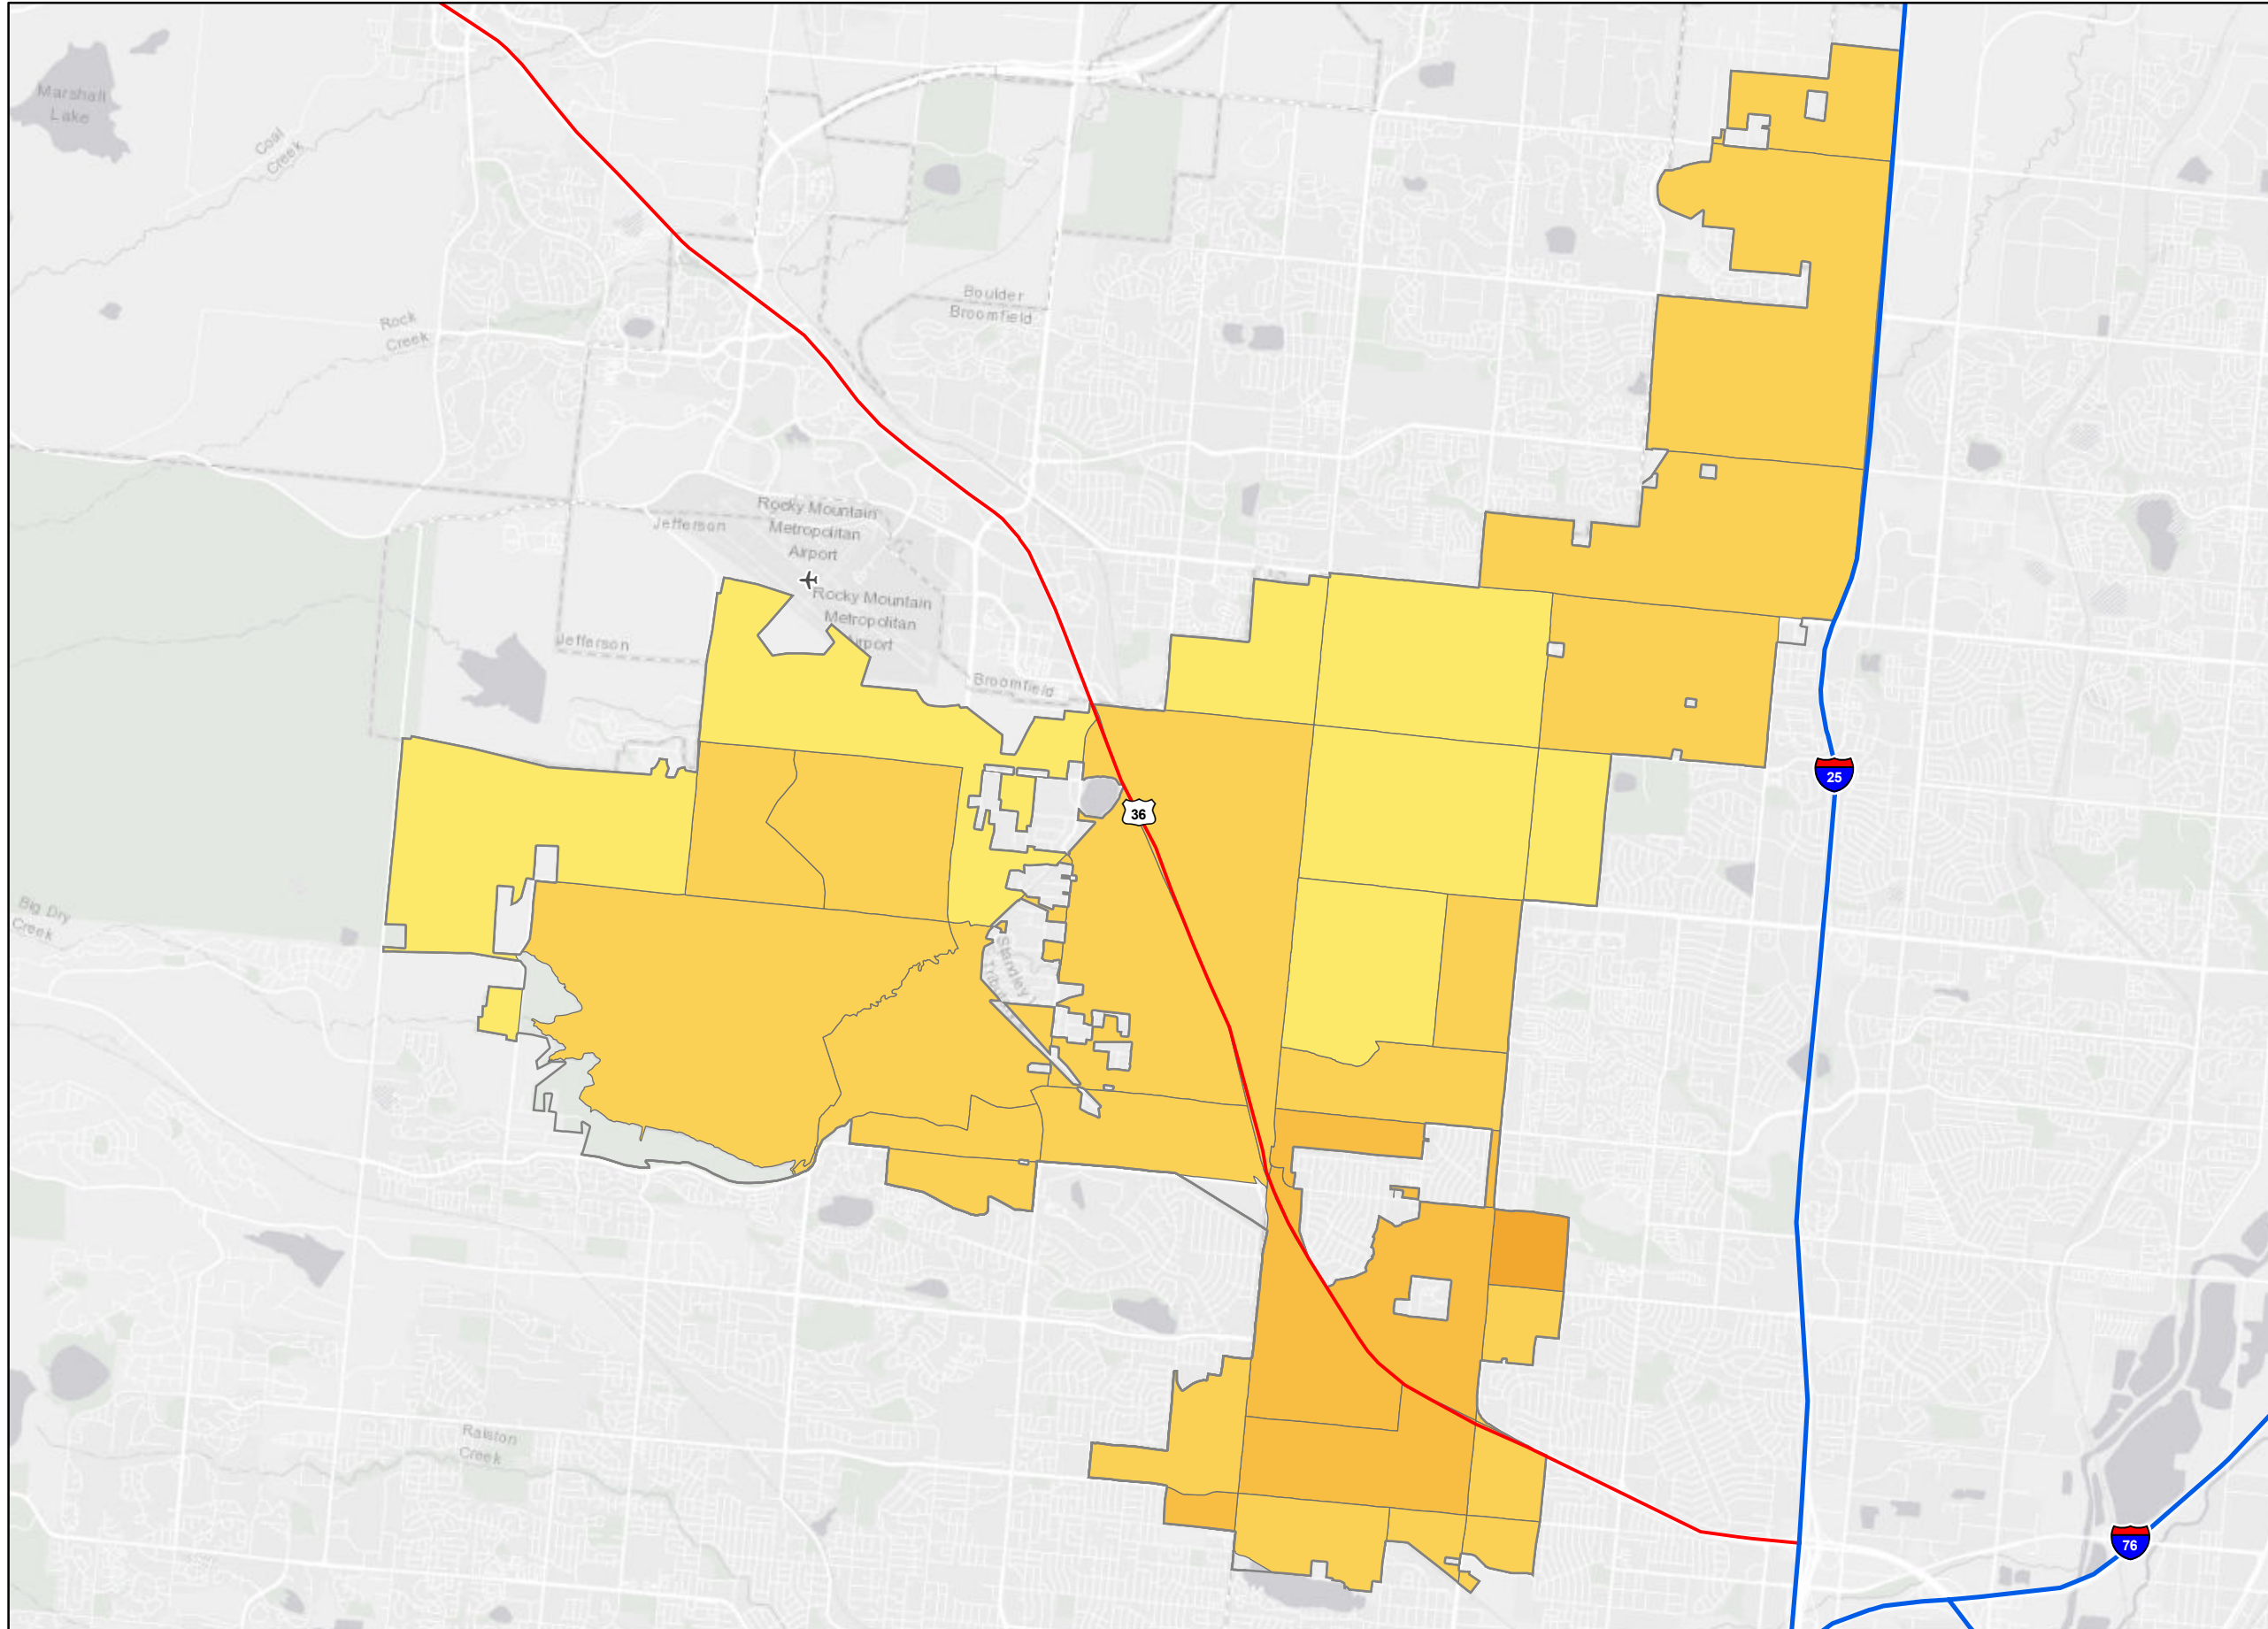 Marshall
Lake
Coal
Creek
Boulder
Broomfield
Rock
Creek
Rocky Mountain
Metropolitan
Airport
Jefferson
Rocky Mountain
Metropolitan
Airport
Jefferson
Broomfield
25
36
Big Dry
Creek
Standley
Ralston
Creek
76